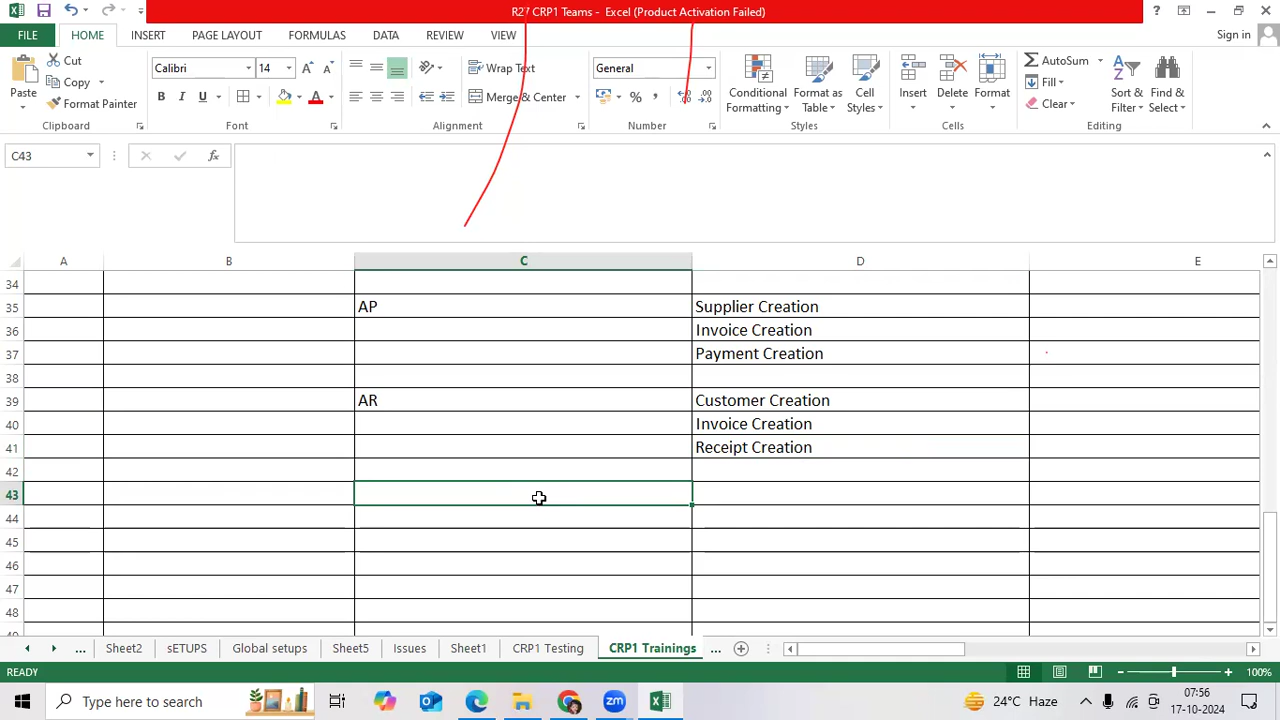 R27 CRP1 Teams - Excel (Product Activation Failed)
?
FILE HOME INSERT PAGE LAYOUT FORMULAS DATA REVIEW VIEW Sign in
Paste Cut Copy Format Painter Clipboard
Calibri 14 B I U A Font
Wrap Text Merge & Center Alignment
General % , Number
Conditional Formatting Format as Table Cell Styles Styles
Insert Delete Format Cells
AutoSum Fill Clear Sort & Filter Find & Select Editing
C43 fx
A B C D E
34
35 AP Supplier Creation
36 Invoice Creation
37 Payment Creation
38
39 AR Customer Creation
40 Invoice Creation
41 Receipt Creation
42
43
44
45
46
47
48
... Sheet2 sETUPS Global setups Sheet5 Issues Sheet1 CRP1 Testing CRP1 Trainings ...
READY 100%
Type here to search zm 24°C Haze 07:56
17-10-2024